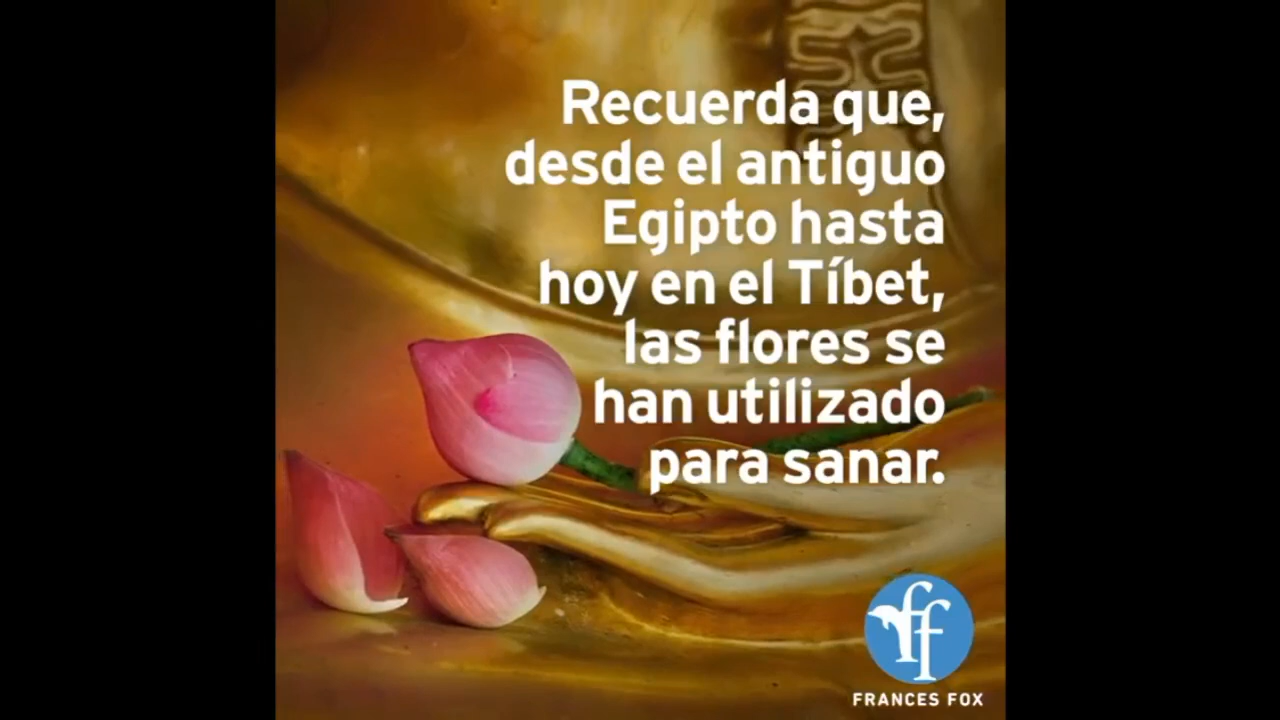 Recuerda que,
desde el antiguo
Egipto hasta
hoy en el Tíbet,
las flores se
han utilizado
para sanar.
ff
FRANCES FOX